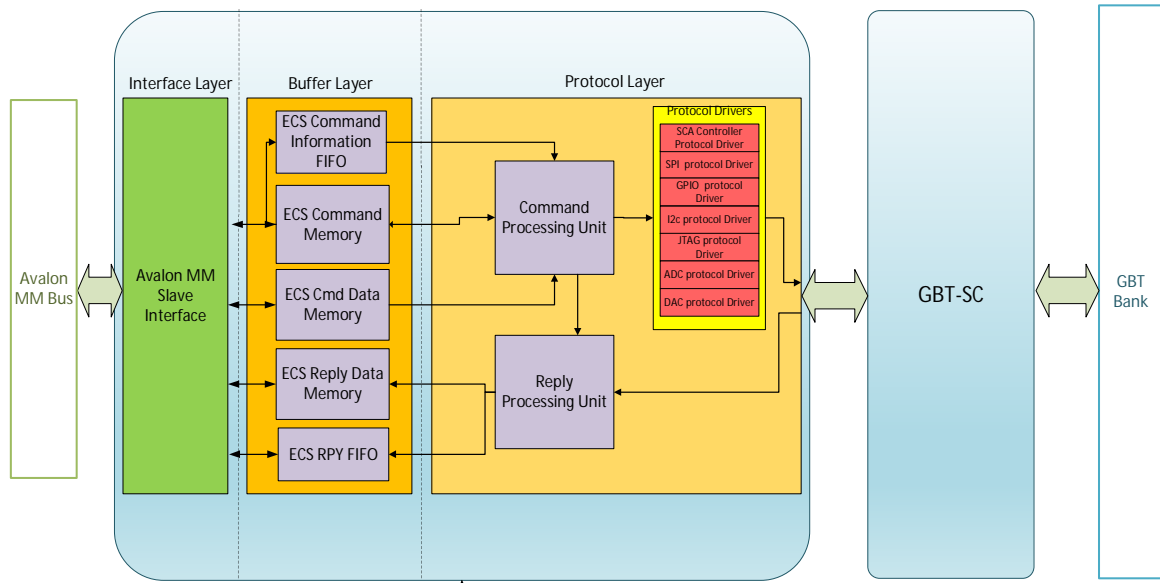 Interface Layer
Buffer Layer
Protocol Layer
Avalon
MM Bus
Avalon MM
Slave
Interface
ECS Command
Information
FIFO
ECS Command
Memory
ECS Cmd Data
Memory
ECS Reply Data
Memory
ECS RPY FIFO
Command
Processing Unit
Reply
Processing Unit
Protocol Drivers
SCA Controller
Protocol Driver
SPI protocol Driver
GPIO protocol
Driver
I2c protocol Driver
JTAG protocol
Driver
ADC protocol Driver
DAC protocol Driver
GBT-SC
GBT
Bank